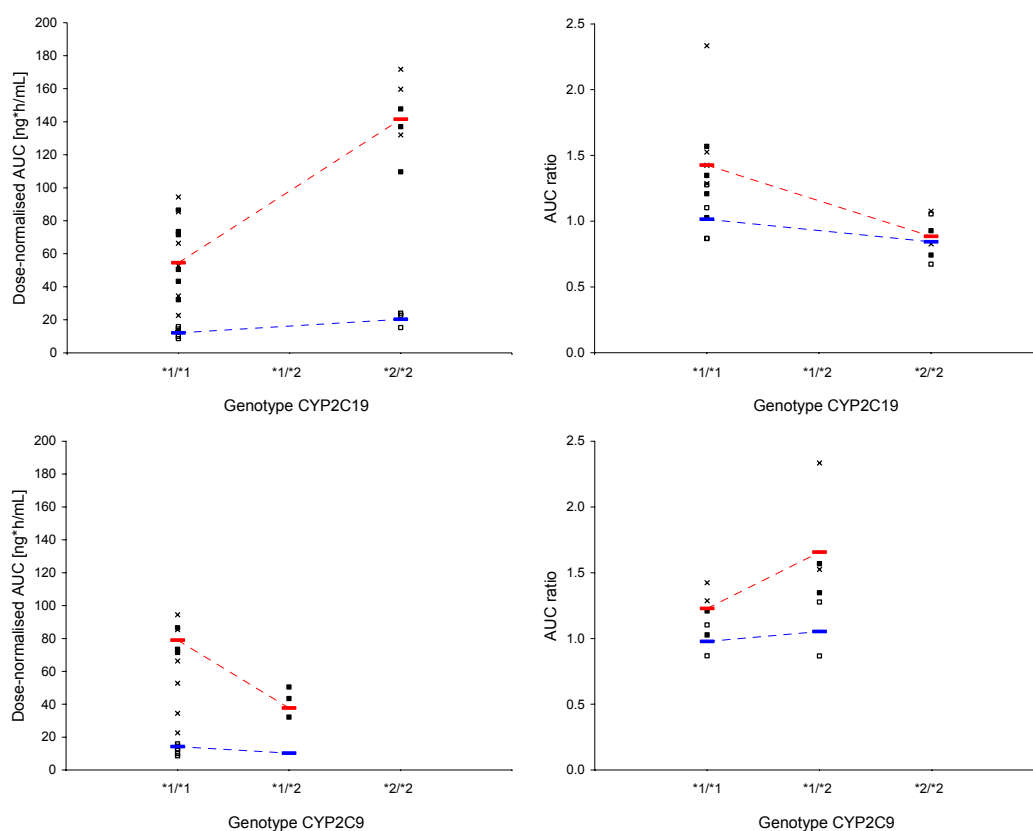 Dose-normalised AUC [ng*h/mL]
200
180
160
140
120
100
80
60
40
20
0
*1/*1 *1/*2 *2/*2
Genotype CYP2C19
AUC ratio
2.5
2.0
1.5
1.0
0.5
0.0
*1/*1 *1/*2 *2/*2
Genotype CYP2C19
Dose-normalised AUC [ng*h/mL]
200
180
160
140
120
100
80
60
40
20
0
*1/*1 *1/*2 *2/*2
Genotype CYP2C9
AUC ratio
2.5
2.0
1.5
1.0
0.5
0.0
*1/*1 *1/*2 *2/*2
Genotype CYP2C9